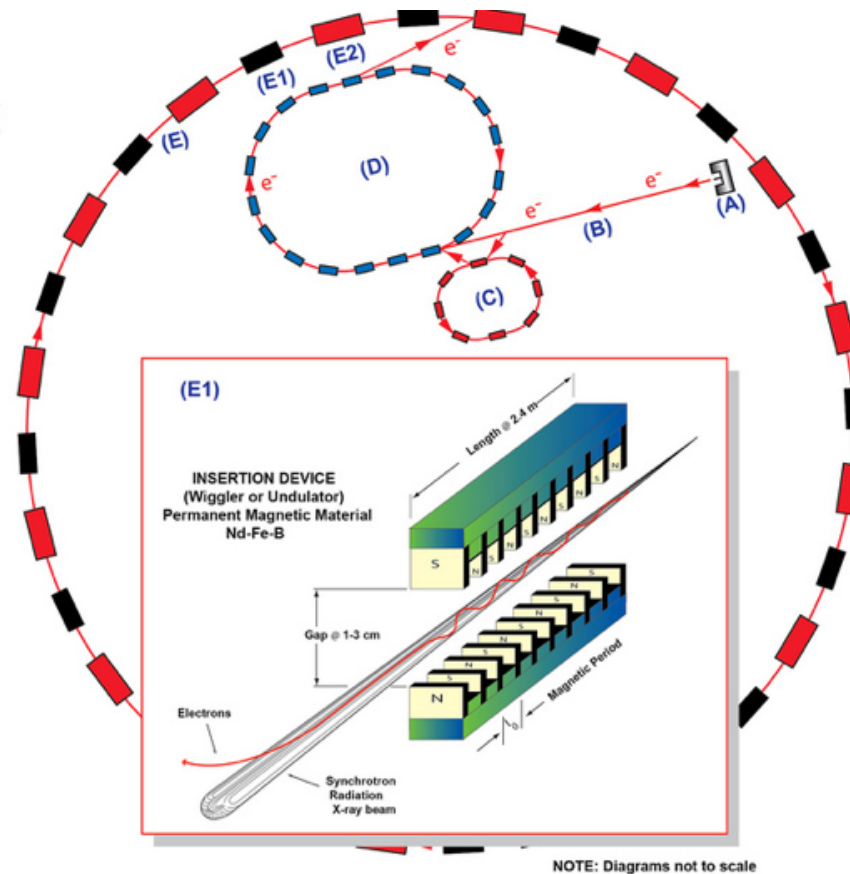 (E2)
e-
(E1)
(E)
(D)
e-
e-
(A)
e-
(B)
(C)
(E1)
Length @ 2.4 m
INSERTION DEVICE
(Wiggler or Undulator)
Permanent Magnetic Material
Nd-Fe-B
S
N
S
N
S
N
S
N
S
N
Gap @ 1-3 cm
S
N
S
N
S
N
S
N
S
N
Magnetic Period
Electrons
Synchrotron
Radiation
X-ray beam
NOTE: Diagrams not to scale